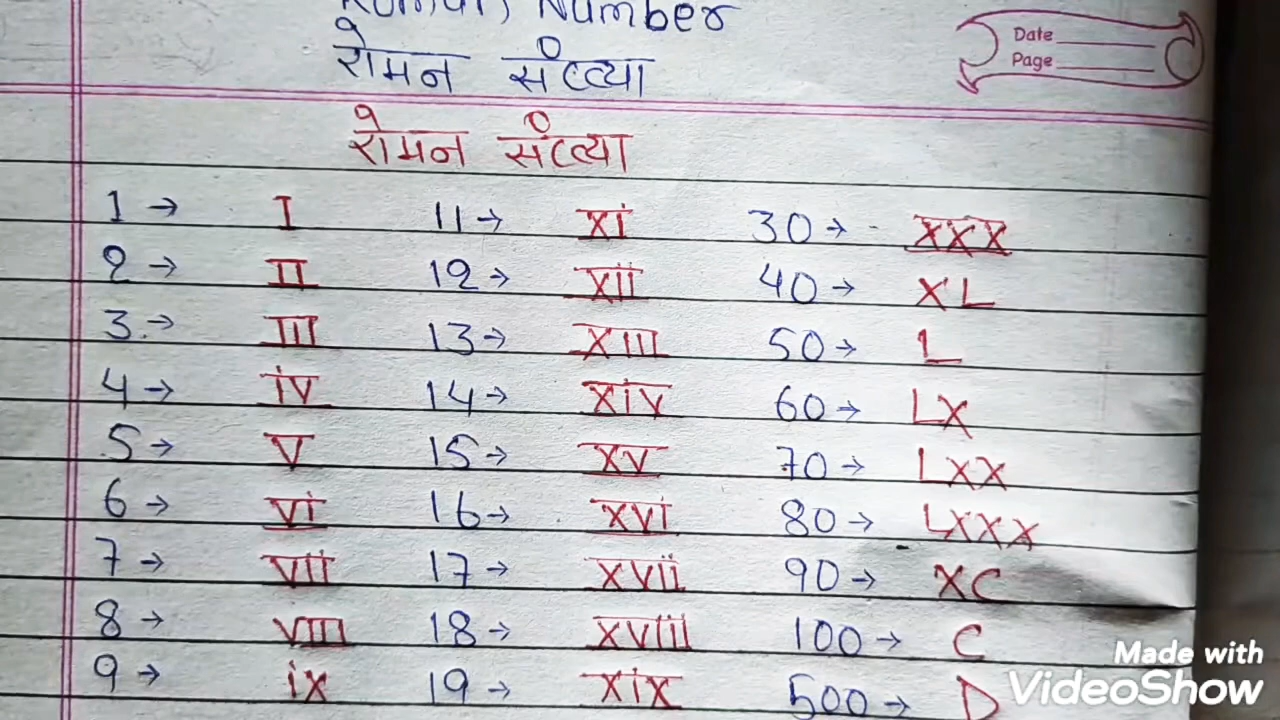 Roman Number
रोमन संख्या
Date
Page
रोमन संख्या
1 → I 11 → XI 30 → XXX
2 → II 12 → XII 40 → XL
3 → III 13 → XIII 50 → L
4 → iV 14 → XiV 60 → LX
5 → V 15 → XV 70 → LXX
6 → Vi 16 → XVi 80 → LXXX
7 → Vii 17 → XVii 90 → XC
8 → VIII 18 → XVIII 100 → C
9 → iX 19 → XiX 500 → D
Made with
VideoShow